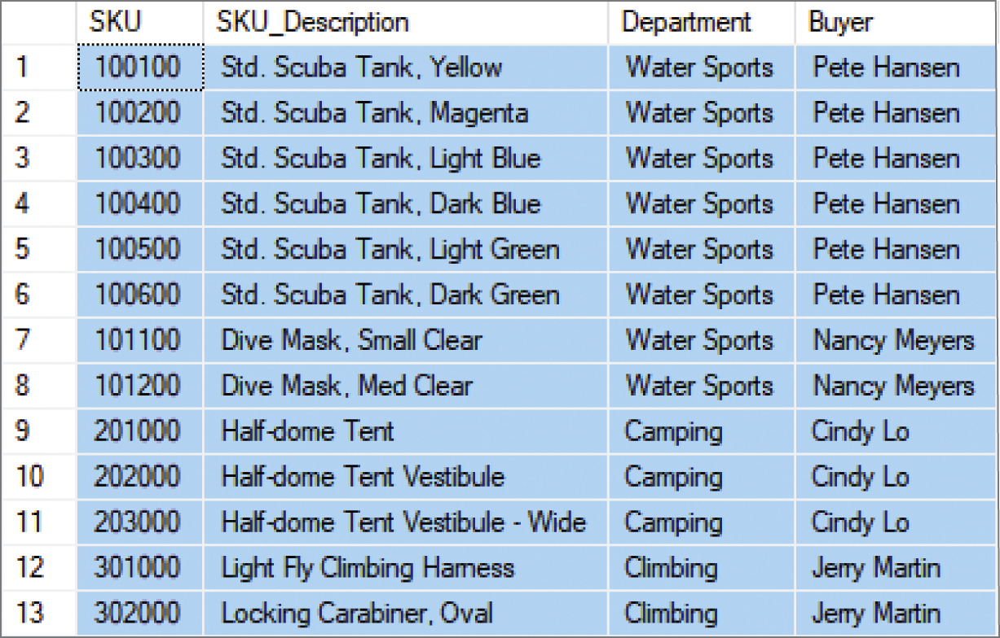 SKU SKU_Description Department Buyer
1 100100 Std. Scuba Tank, Yellow Water Sports Pete Hansen
2 100200 Std. Scuba Tank, Magenta Water Sports Pete Hansen
3 100300 Std. Scuba Tank, Light Blue Water Sports Pete Hansen
4 100400 Std. Scuba Tank, Dark Blue Water Sports Pete Hansen
5 100500 Std. Scuba Tank, Light Green Water Sports Pete Hansen
6 100600 Std. Scuba Tank, Dark Green Water Sports Pete Hansen
7 101100 Dive Mask, Small Clear Water Sports Nancy Meyers
8 101200 Dive Mask, Med Clear Water Sports Nancy Meyers
9 201000 Half-dome Tent Camping Cindy Lo
10 202000 Half-dome Tent Vestibule Camping Cindy Lo
11 203000 Half-dome Tent Vestibule - Wide Camping Cindy Lo
12 301000 Light Fly Climbing Harness Climbing Jerry Martin
13 302000 Locking Carabiner, Oval Climbing Jerry Martin